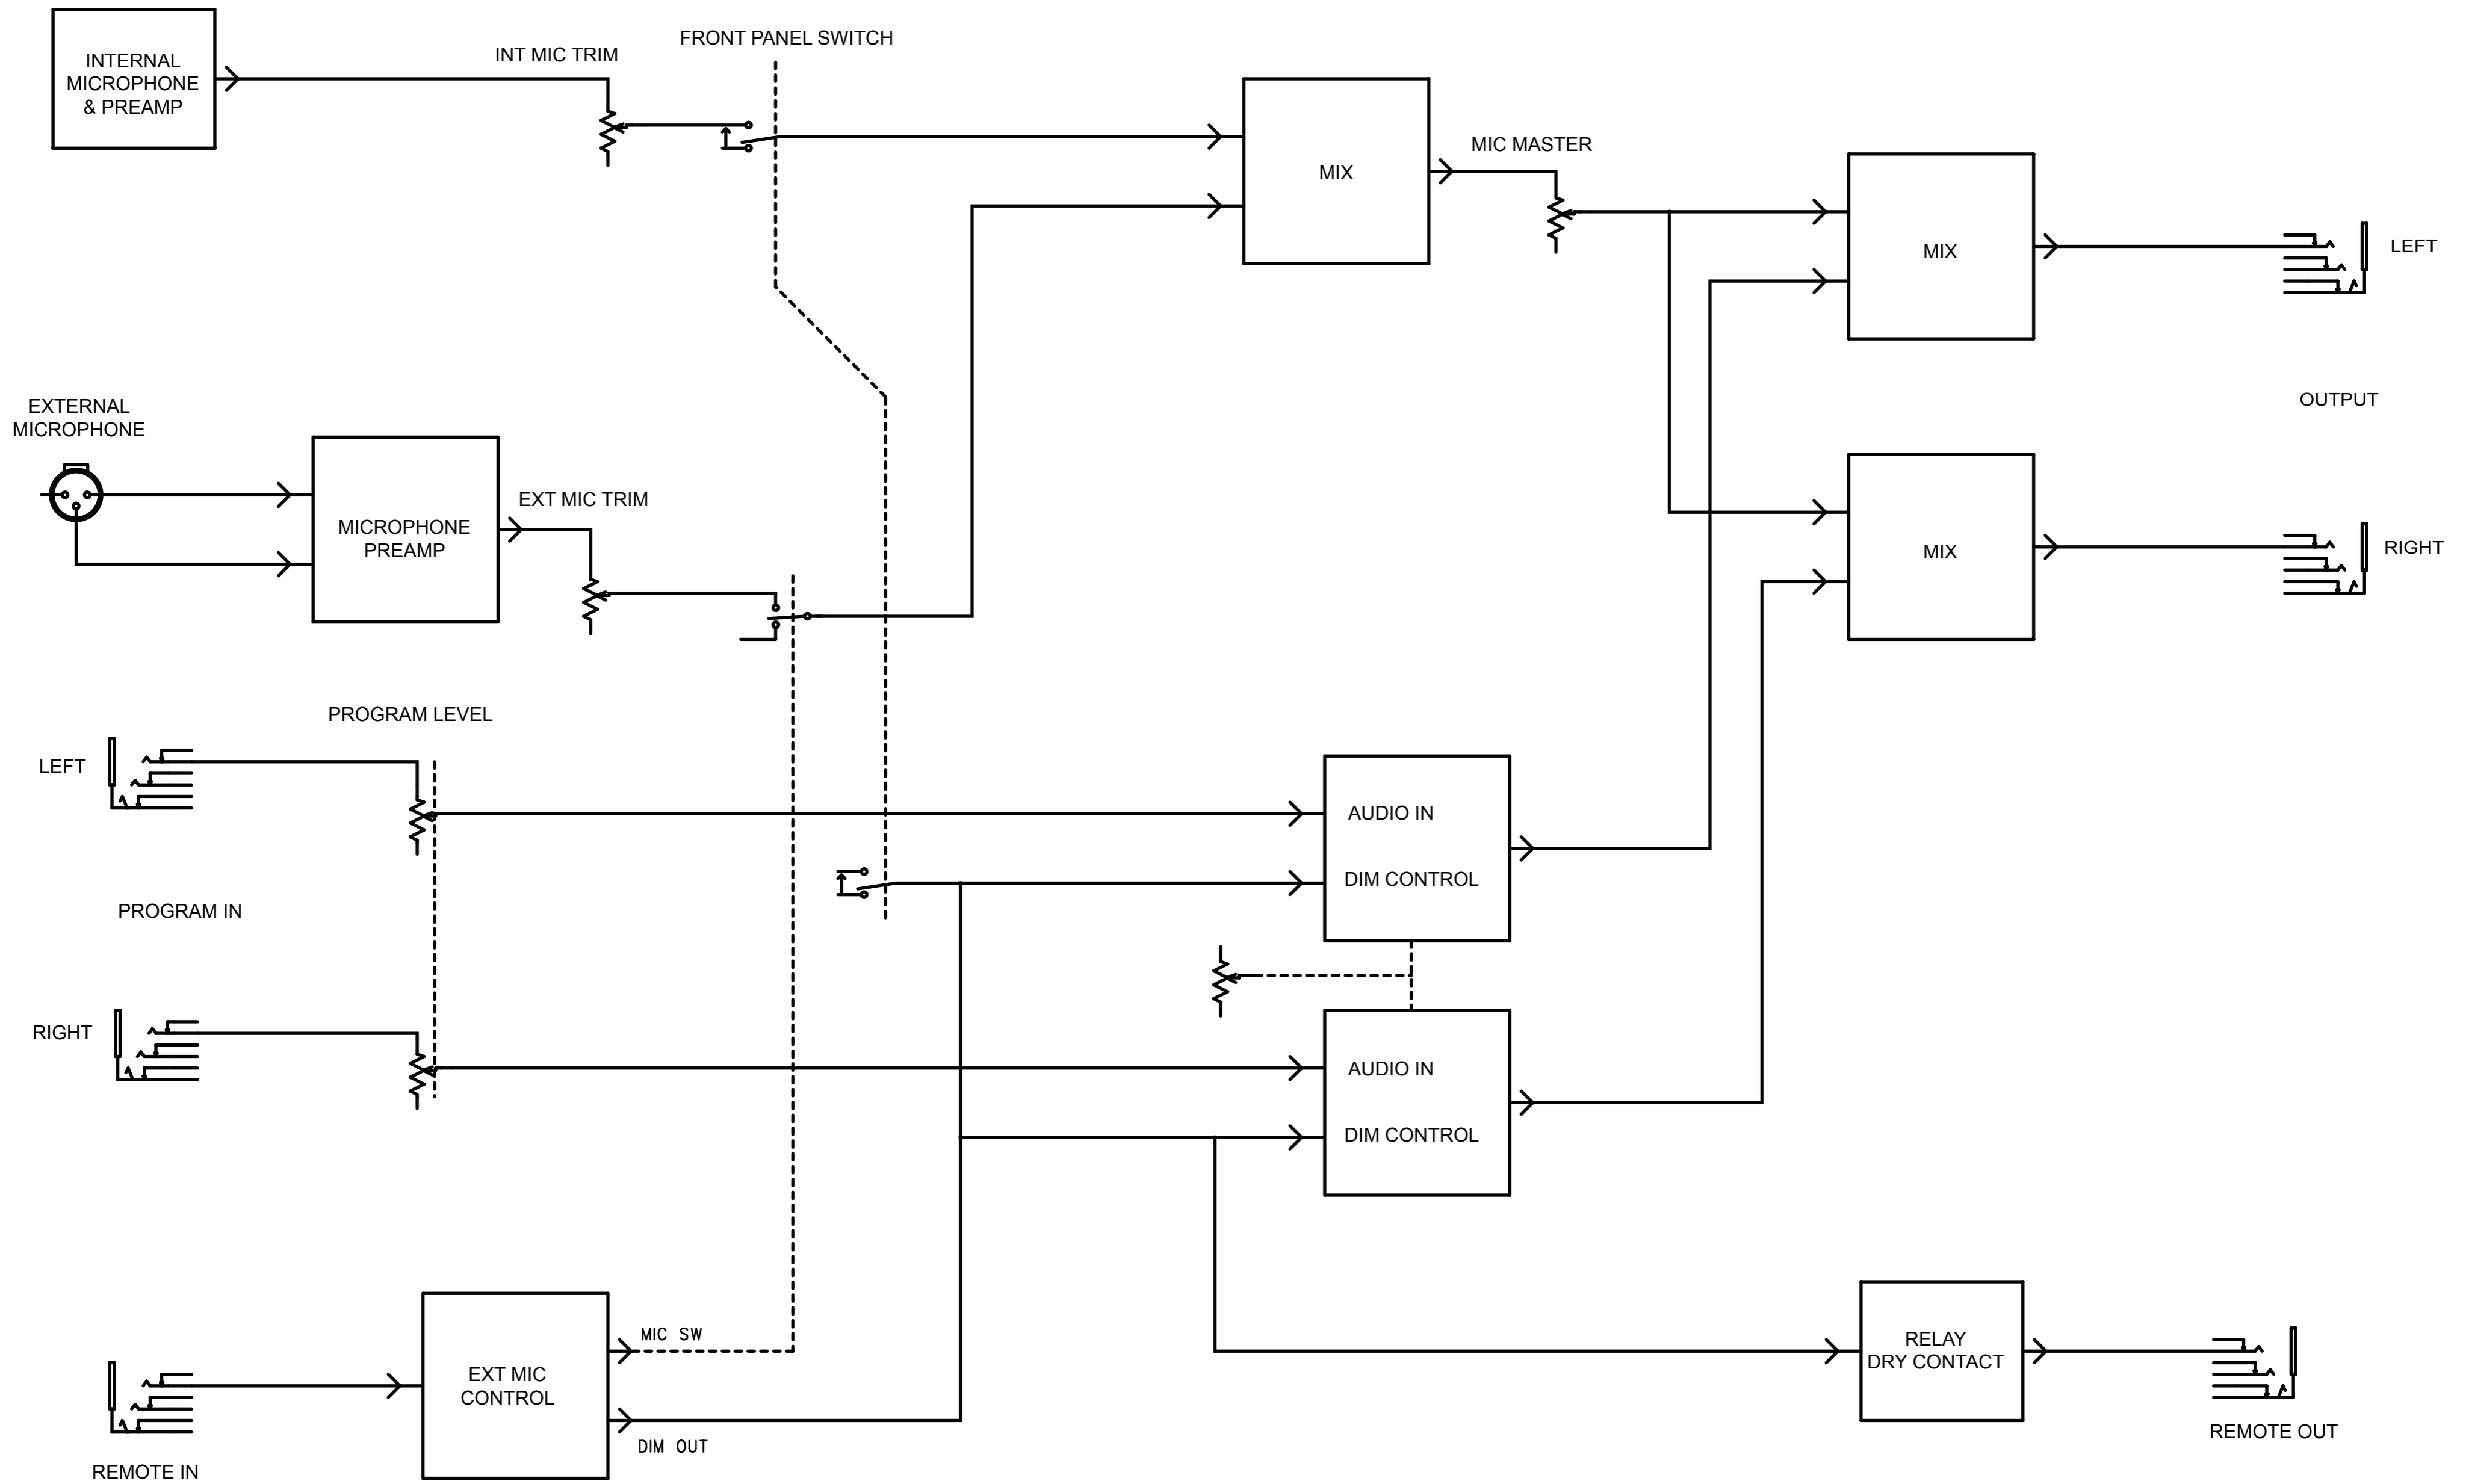 INTERNAL
MICROPHONE
& PREAMP
INT MIC TRIM
FRONT PANEL SWITCH
MIX
MIC MASTER
MIX
LEFT
EXTERNAL
MICROPHONE
MICROPHONE
PREAMP
EXT MIC TRIM
OUTPUT
MIX
RIGHT
PROGRAM LEVEL
LEFT
AUDIO IN
DIM CONTROL
PROGRAM IN
RIGHT
AUDIO IN
DIM CONTROL
EXT MIC
CONTROL
MIC SW
DIM OUT
REMOTE IN
RELAY
DRY CONTACT
REMOTE OUT